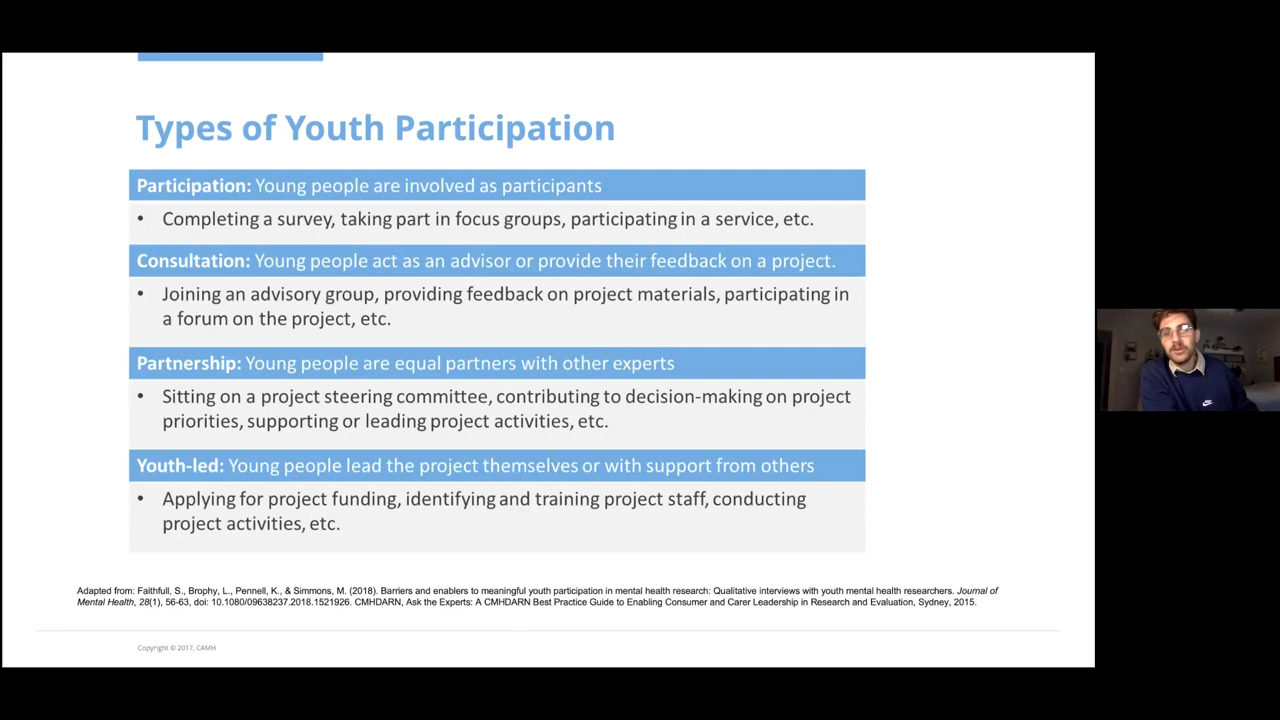 Types of Youth Participation
Participation: Young people are involved as participants
• Completing a survey, taking part in focus groups, participating in a service, etc.
Consultation: Young people act as an advisor or provide their feedback on a project.
• Joining an advisory group, providing feedback on project materials, participating in
a forum on the project, etc.
Partnership: Young people are equal partners with other experts
• Sitting on a project steering committee, contributing to decision-making on project
priorities, supporting or leading project activities, etc.
Youth-led: Young people lead the project themselves or with support from others
• Applying for project funding, identifying and training project staff, conducting
project activities, etc.
Adapted from: Faithfull, S., Brophy, L., Pennell, K., & Simmons, M. (2018). Barriers and enablers to meaningful youth participation in mental health research: Qualitative interviews with youth mental health researchers. Journal of
Mental Health, 28(1), 56-63, doi: 10.1080/09638237.2018.1521926. CMHDARN, Ask the Experts: A CMHDARN Best Practice Guide to Enabling Consumer and Carer Leadership in Research and Evaluation, Sydney, 2015.
Copyright © 2017, CAMH